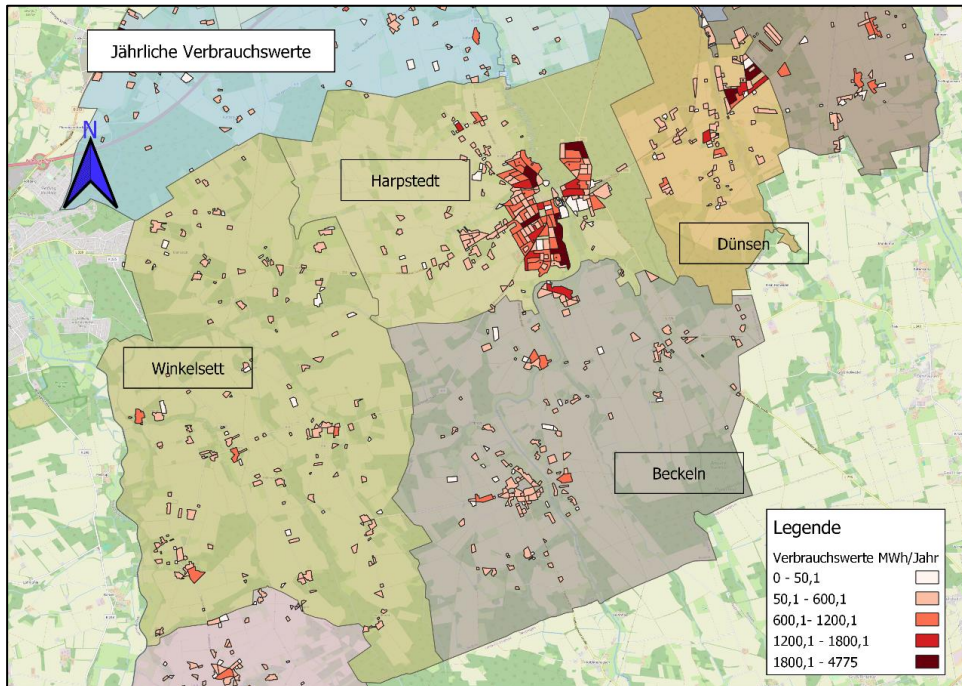 Jährliche Verbrauchswerte
N
Harpstedt
Dünsen
Winkelsett
Beckeln
Legende
Verbrauchswerte MWh/Jahr
0 - 50,1
50,1 - 600,1
600,1- 1200,1
1200,1 - 1800,1
1800,1 - 4775